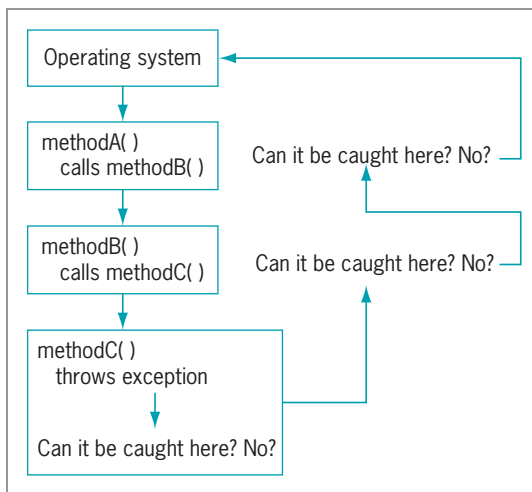 Operating system
methodA( )
calls methodB( )
methodB( )
calls methodC( )
methodC( )
throws exception
Can it be caught here? No?
Can it be caught here? No?
Can it be caught here? No?